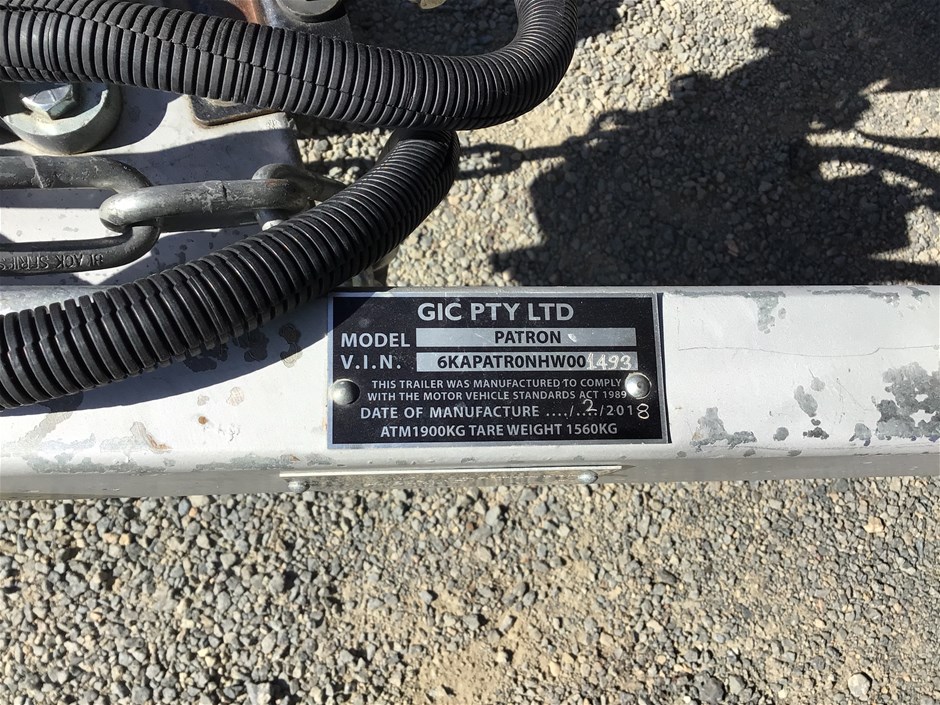 BLACK SERIES
GIC PTY LTD
MODEL PATRON
V.I.N. 6KAPATR0NHW001493
THIS TRAILER WAS MANUFACTURED TO COMPLY
WITH THE MOTOR VEHICLE STANDARDS ACT 1989
DATE OF MANUFACTURE ..../.2./2018
ATM1900KG TARE WEIGHT 1560KG